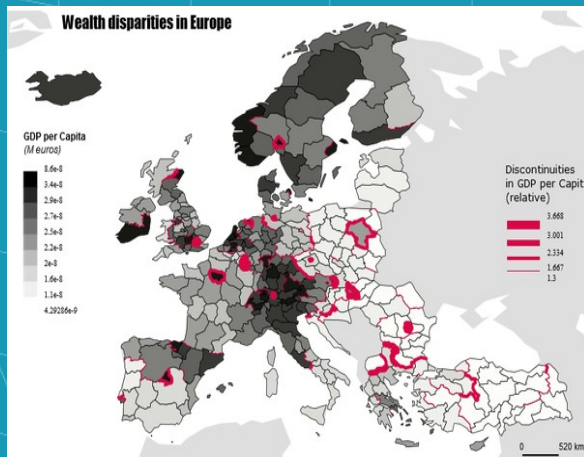 Wealth disparities in Europe
GDP per Capita
(M euros)
8.6e-8
3.4e-8
2.9e-8
2.7e-8
2.5e-8
2.2e-8
2e-8
1.6e-8
1.1e-8
4.29286e-9
Discontinuities
in GDP per Capit
(relative)
3.668
3.001
2.334
1.667
1.3
0 520 km